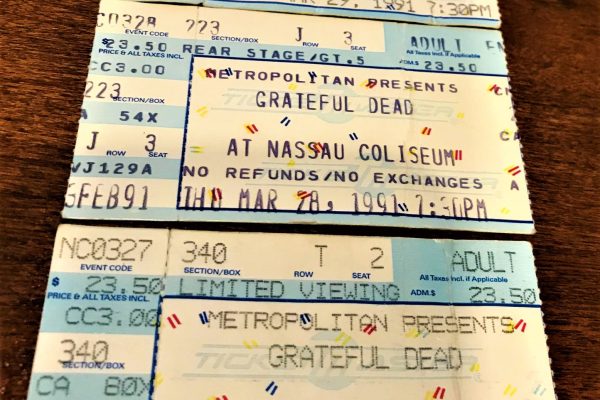 29, 1991 7:30PM
C0328 223 J 3 ADULT
EVENT CODE SECTION/BOX ROW SEAT All Taxes Incl. if Applicable
$23.50 REAR STAGE/GT.5 ADM.$ 23.50
PRICE & ALL TAXES INCL.
CC3.00 METROPOLITAN PRESENTS
223 GRATEFUL DEAD
SECTION/BOX
54X
J 3 AT NASSAU COLISEUM
ROW SEAT
VJ129A NO REFUNDS/NO EXCHANGES A
5FEB91 THU MAR 28, 1991 7:30PM
NC0327 340 T 2 ADULT
EVENT CODE SECTION/BOX ROW SEAT All Taxes Incl. if Applicable
$ 23.50 LIMITED VIEWING ADM.$ 23.50
PRICE & ALL TAXES INCL.
CC3.00 METROPOLITAN PRESENTS
340 GRATEFUL DEAD
SECTION/BOX
CA 80X